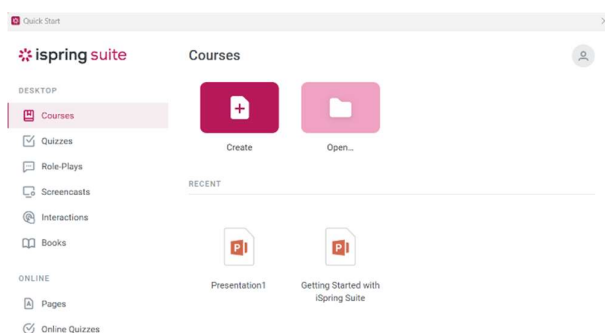 Quick Start
ispring suite
Courses
DESKTOP
Courses
Quizzes
Role-Plays
Screencasts
Interactions
Books
ONLINE
Pages
Online Quizzes
Create
Open...
RECENT
Presentation1
Getting Started with
iSpring Suite